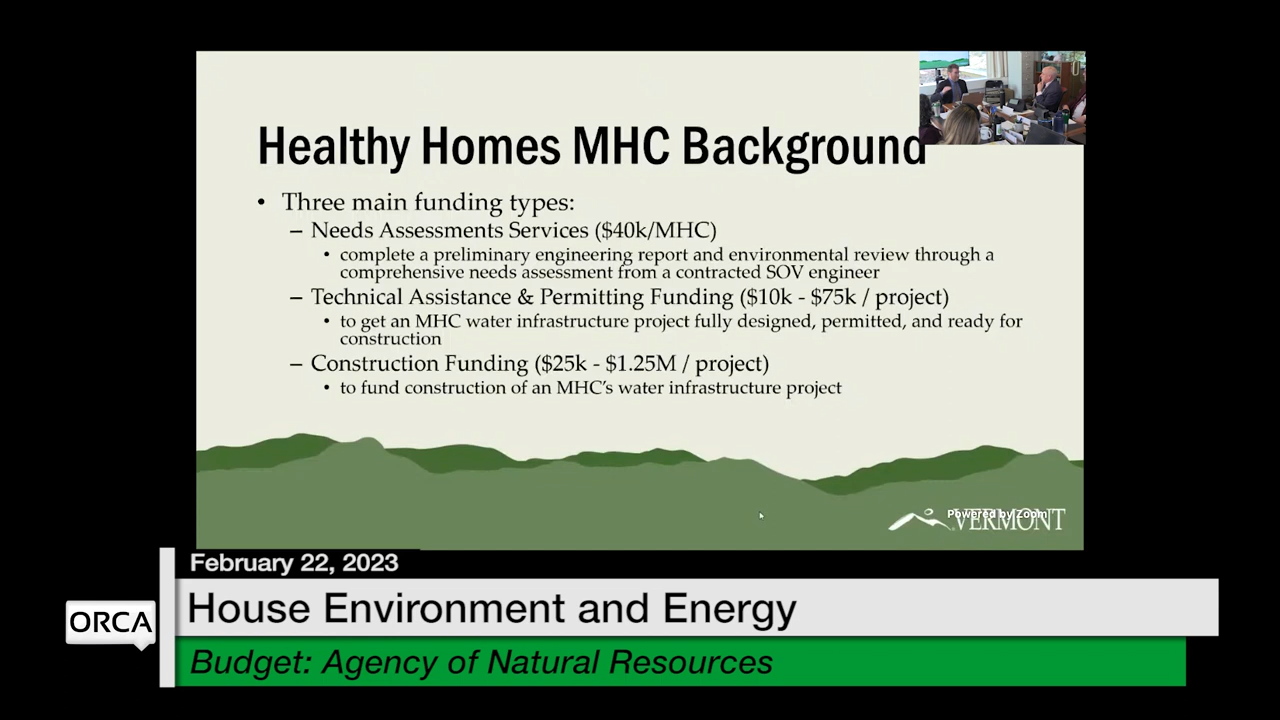 Healthy Homes MHC Background
• Three main funding types:
– Needs Assessments Services ($40k/MHC)
• complete a preliminary engineering report and environmental review through a
comprehensive needs assessment from a contracted SOV engineer
– Technical Assistance & Permitting Funding ($10k - $75k / project)
• to get an MHC water infrastructure project fully designed, permitted, and ready for
construction
– Construction Funding ($25k - $1.25M / project)
• to fund construction of an MHC’s water infrastructure project
Powered by Zoom
VERMONT
February 22, 2023
ORCA
House Environment and Energy
Budget: Agency of Natural Resources